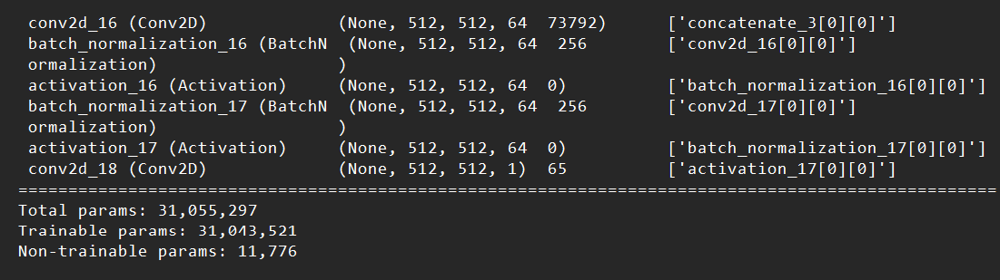 conv2d_16 (Conv2D) (None, 512, 512, 64 73792) ['concatenate_3[0][0]']
batch_normalization_16 (BatchN (None, 512, 512, 64 256 ['conv2d_16[0][0]']
ormalization) )
activation_16 (Activation) (None, 512, 512, 64 0) ['batch_normalization_16[0][0]']
batch_normalization_17 (BatchN (None, 512, 512, 64 256 ['conv2d_17[0][0]']
ormalization) )
activation_17 (Activation) (None, 512, 512, 64 0) ['batch_normalization_17[0][0]']
conv2d_18 (Conv2D) (None, 512, 512, 1) 65 ['activation_17[0][0]']
==================================================================================================
Total params: 31,055,297
Trainable params: 31,043,521
Non-trainable params: 11,776